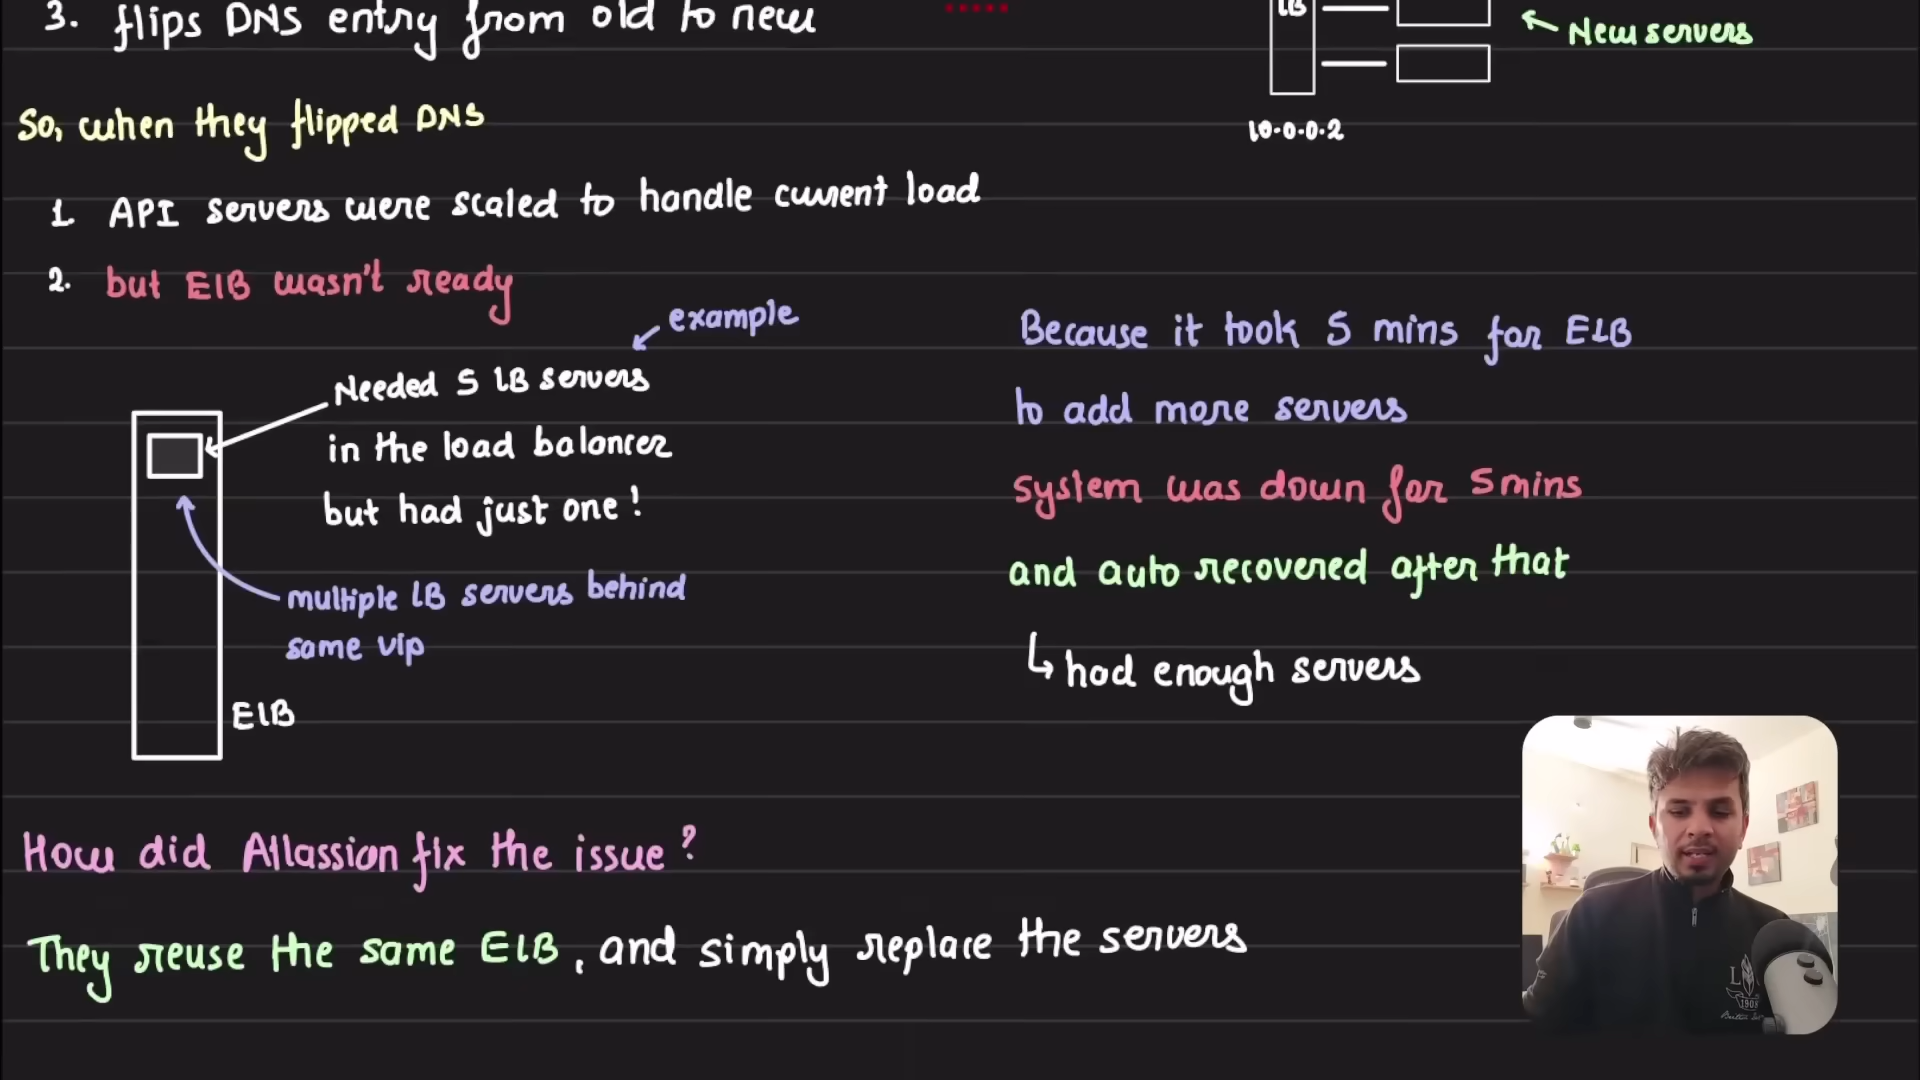 3. flips DNS entry from old to new
LB
New servers
10.0.0.2
So, when they flipped DNS
1 API servers were scaled to handle current load
2. but ElB wasn't ready
example
Needed 5 LB servers
in the load balancer
but had just one!
multiple LB servers behind
same vip
ElB
Because it took 5 mins for ELB
to add more servers
system was down for 5 mins
and auto recovered after that
had enough servers
How did Atlassian fix the issue?
They reuse the same ElB, and simply replace the servers
L
1908